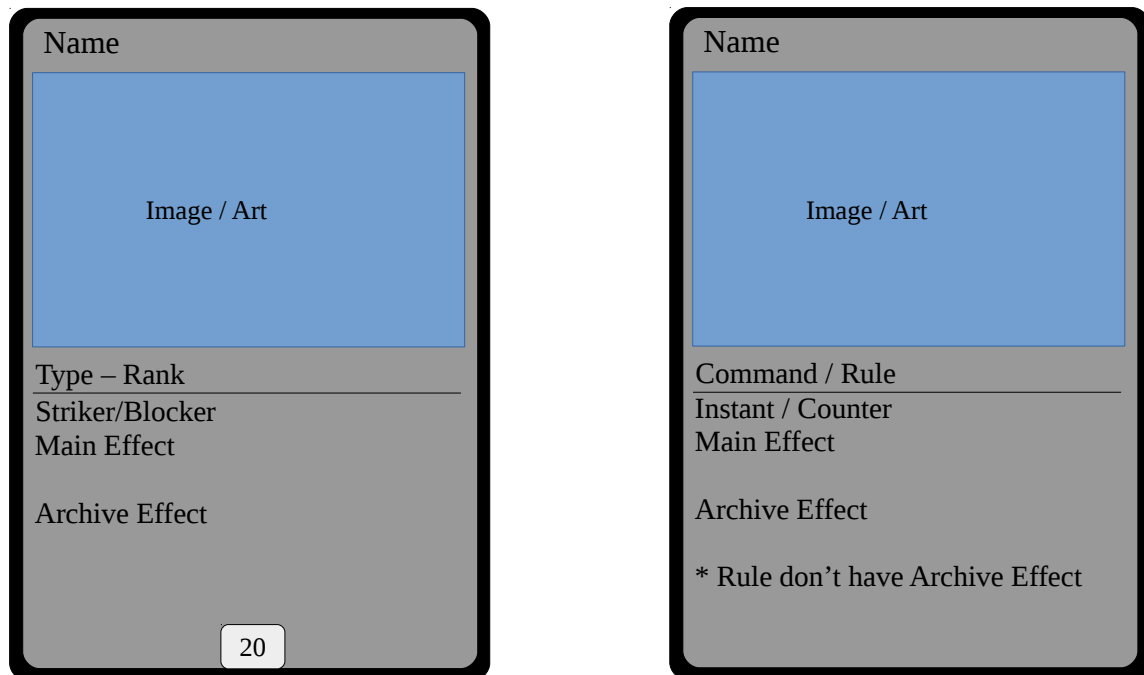 Name
Image / Art
Type – Rank
Striker/Blocker
Main Effect
Archive Effect
20
Name
Image / Art
Command / Rule
Instant / Counter
Main Effect
Archive Effect
* Rule don’t have Archive Effect